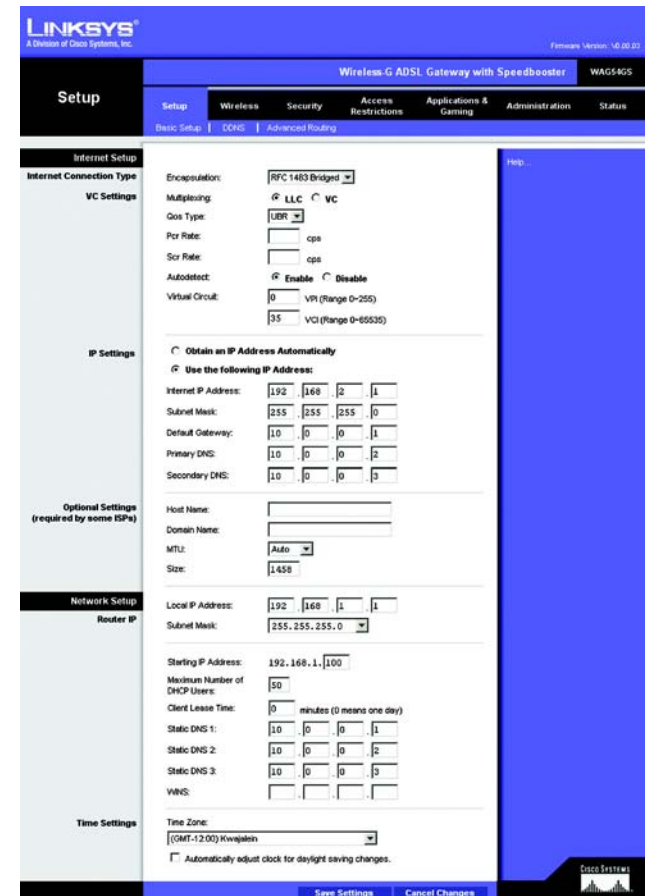 LINKSYS®
A Division of Cisco Systems, Inc.
Firmware Version: V0.00.03
Wireless-G ADSL Gateway with Speedbooster WAG54GS
Setup
Setup Wireless Security Access Restrictions Applications & Gaming Administration Status
Basic Setup | DDNS | Advanced Routing
Internet Setup
Help...
Internet Connection Type
Encapsulation: RFC 1483 Bridged
VC Settings
Multiplexing: LLC VC
Qos Type: UBR
Pcr Rate: cps
Scr Rate: cps
Autodetect: Enable Disable
Virtual Circuit: 0 VPI (Range 0~255)
35 VCI (Range 0~65535)
IP Settings
Obtain an IP Address Automatically
Use the following IP Address:
Internet IP Address: 192 . 168 . 2 . 1
Subnet Mask: 255 . 255 . 255 . 0
Default Gateway: 10 . 0 . 0 . 1
Primary DNS: 10 . 0 . 0 . 2
Secondary DNS: 10 . 0 . 0 . 3
Optional Settings
(required by some ISPs)
Host Name:
Domain Name:
MTU: Auto
Size: 1458
Network Setup
Router IP
Local IP Address: 192 . 168 . 1 . 1
Subnet Mask: 255.255.255.0
Starting IP Address: 192.168.1. 100
Maximum Number of
DHCP Users: 50
Client Lease Time: 0 minutes (0 means one day)
Static DNS 1: 10 . 0 . 0 . 1
Static DNS 2: 10 . 0 . 0 . 2
Static DNS 3: 10 . 0 . 0 . 3
WINS: . . .
Time Settings
Time Zone:
(GMT-12:00) Kwajalein
Automatically adjust clock for daylight saving changes.
Save Settings Cancel Changes
CISCO SYSTEMS